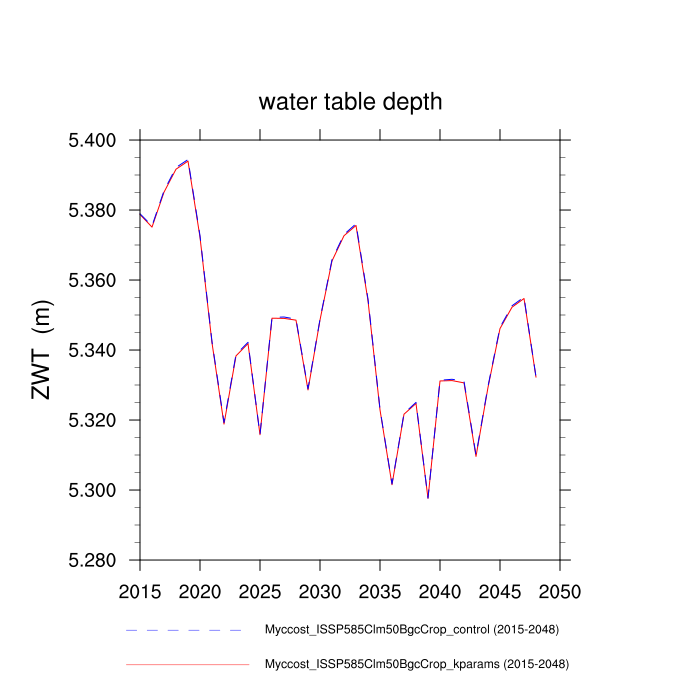 water table depth
5.400
5.380
5.360
5.340
5.320
5.300
5.280
ZWT (m)
2015 2020 2025 2030 2035 2040 2045 2050
Myccost_ISSP585Clm50BgcCrop_control (2015-2048)
Myccost_ISSP585Clm50BgcCrop_kparams (2015-2048)